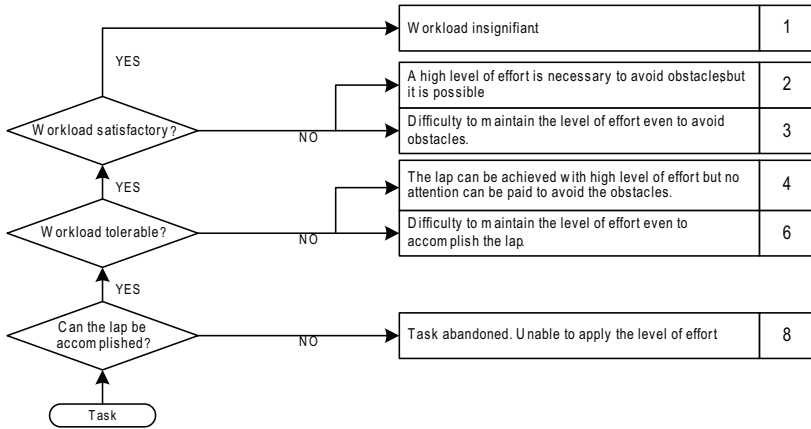 Workload insignifiant.
1
YES
A high level of effort is necessary to avoid obstacles, but
it is possible
2
Workload satisfactory?
NO
Difficulty to maintain the level of effort even to avoid
obstacles.
3
YES
The lap can be achieved with high level of effort but no
attention can be paid to avoid the obstacles.
4
Workload tolerable?
NO
Difficulty to maintain the level of effort even to
accomplish the lap.
6
YES
Can the lap be
accomplished?
NO
Task abandoned. Unable to apply the level of effort
8
Task